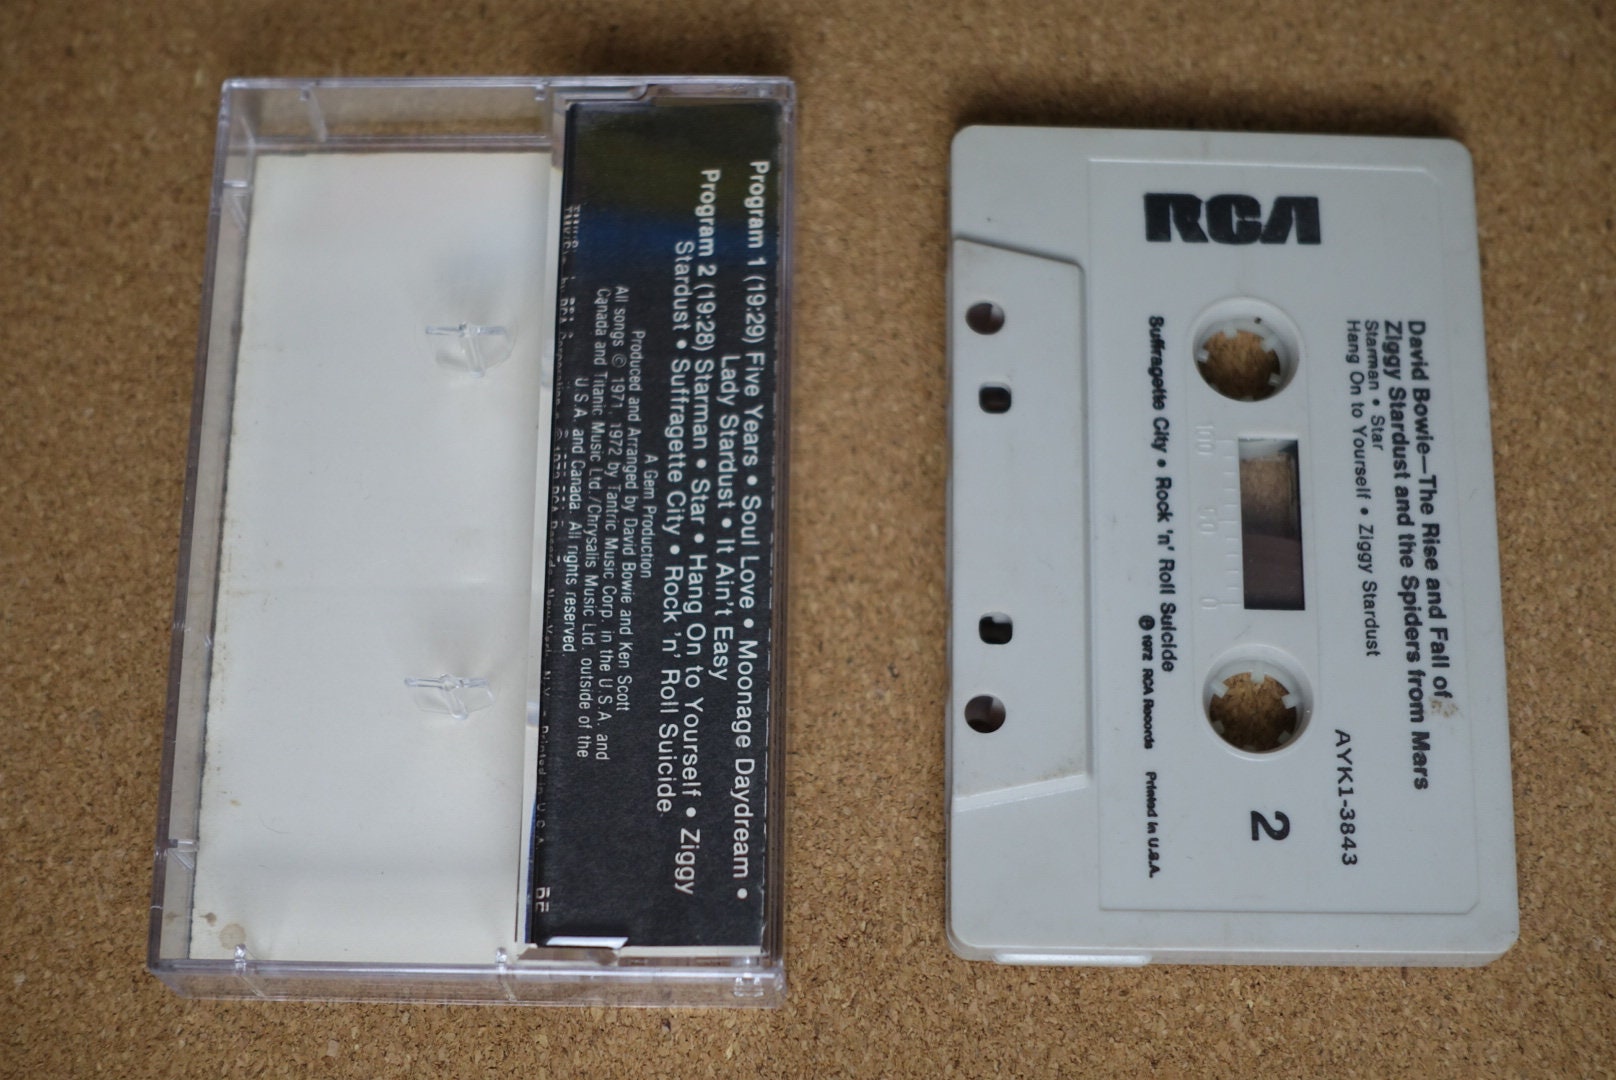 Program 1 (19:29) Five Years • Soul Love • Moonage Daydream •
Lady Stardust • It Ain't Easy
Program 2 (19:28) Starman • Star • Hang On to Yourself • Ziggy
Stardust • Suffragette City • Rock 'n' Roll Suicide.
A Gem Production
Produced and Arranged by David Bowie and Ken Scott
All songs © 1971, 1972 by Tantric Music Corp. in the U.S.A. and
Canada and Titanic Music Ltd./Chrysalis Music Ltd. outside of the
U.S.A. and Canada. All rights reserved.
RCA
David Bowie—The Rise and Fall of
Ziggy Stardust and the Spiders from Mars
Starman • Star
Hang On to Yourself • Ziggy Stardust
AYK1-3843
2
100 50 0
Suffragette City • Rock 'n' Roll Suicide
℗ 1972 RCA Records Printed in U.S.A.